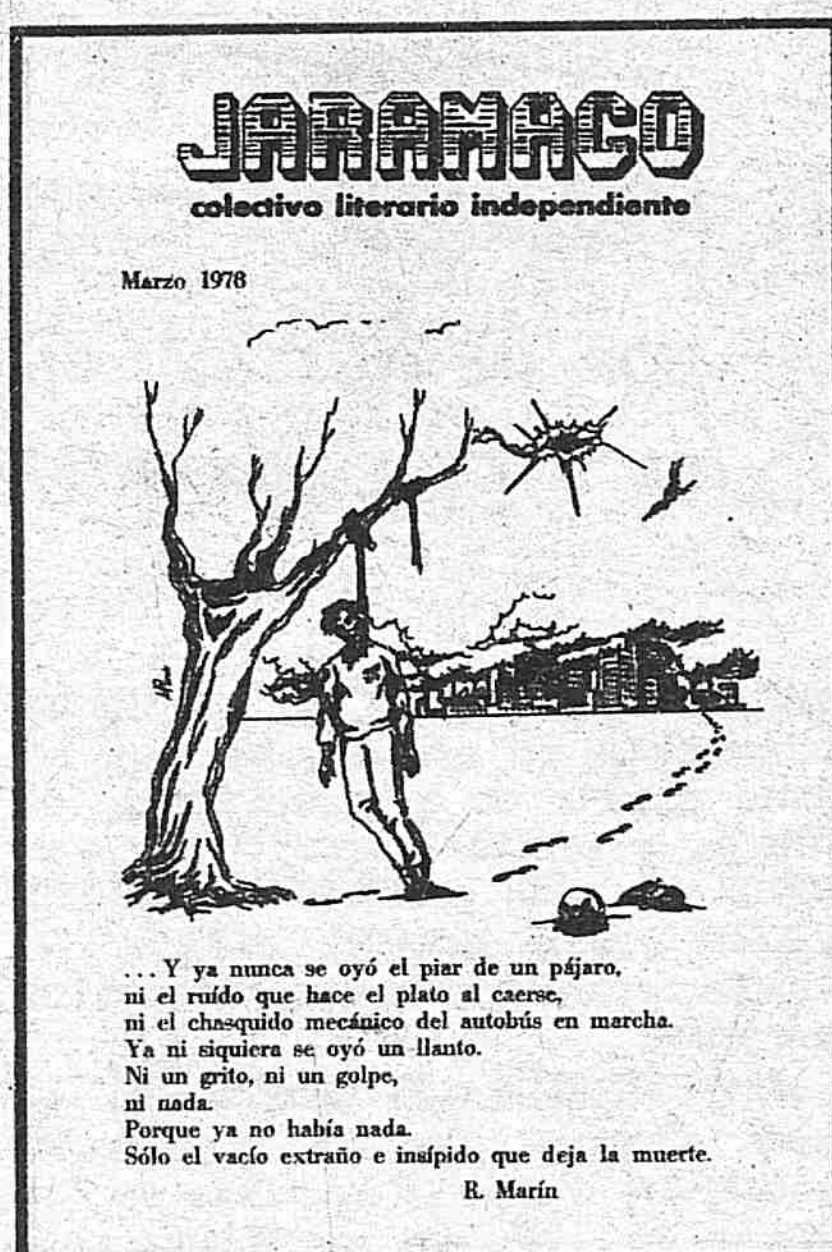 JARAMAGO
colectivo literario independiente
Marzo 1978
...Y ya nunca se oyó el piar de un pájaro,
ni el ruído que hace el plato al caerse,
ni el chasquido mecánico del autobús en marcha.
Ya ni siquiera se oyó un llanto.
Ni un grito, ni un golpe,
ni nada.
Porque ya no había nada.
Sólo el vacío extraño e insípido que deja la muerte.
R. Marín